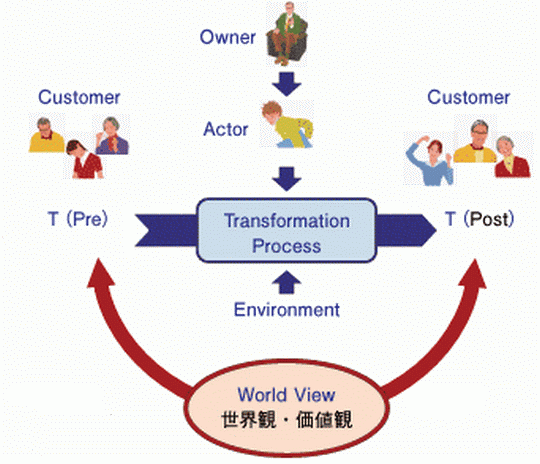 Owner
Customer
Customer
Actor
T (Pre)
Transformation
Process
T (Post)
Environment
World View
世界観・価値観